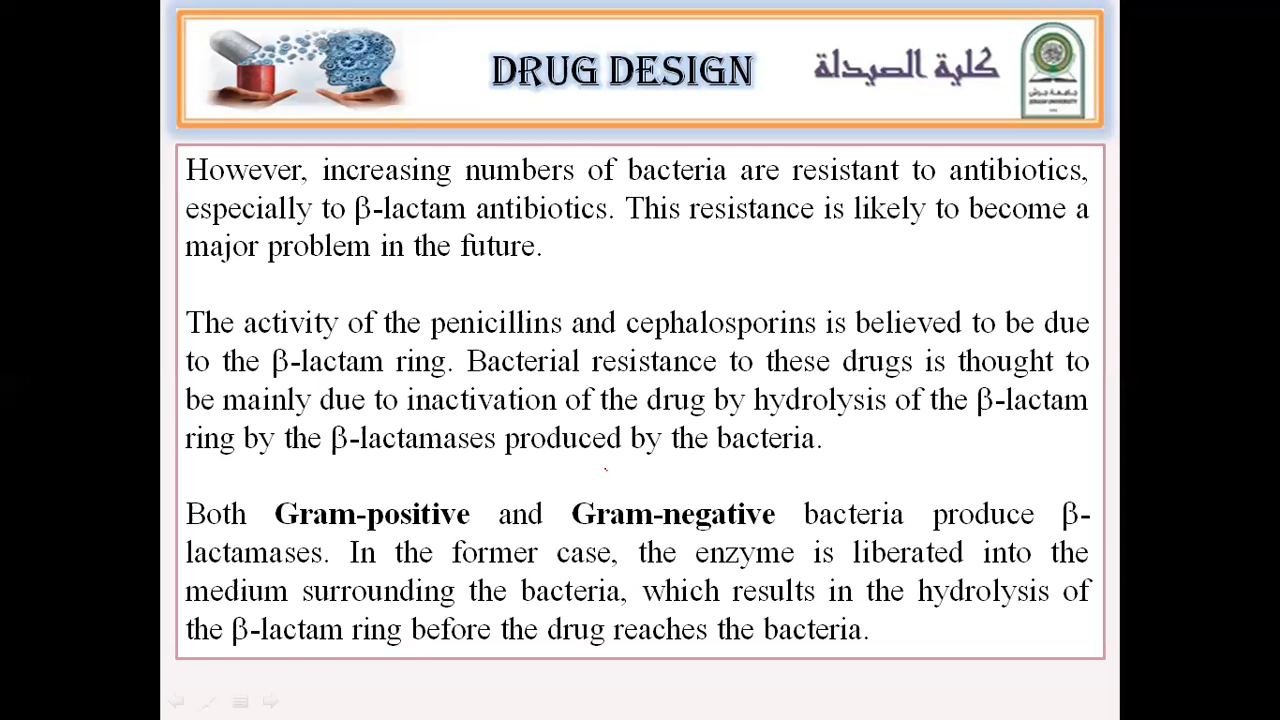 DRUG DESIGN
كلية الصيدلة
جامعة جرش
JERASH UNIVERSITY
However, increasing numbers of bacteria are resistant to antibiotics,
especially to β-lactam antibiotics. This resistance is likely to become a
major problem in the future.
The activity of the penicillins and cephalosporins is believed to be due
to the β-lactam ring. Bacterial resistance to these drugs is thought to
be mainly due to inactivation of the drug by hydrolysis of the β-lactam
ring by the β-lactamases produced by the bacteria.
Both Gram-positive and Gram-negative bacteria produce β-
lactamases. In the former case, the enzyme is liberated into the
medium surrounding the bacteria, which results in the hydrolysis of
the β-lactam ring before the drug reaches the bacteria.